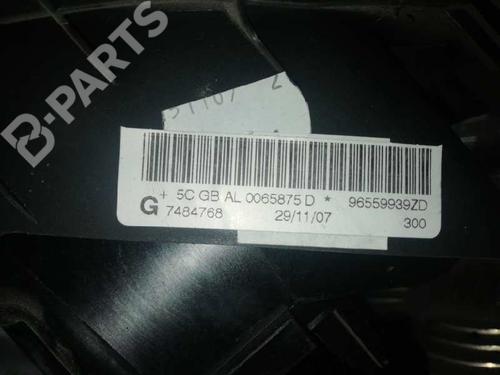 B-PARTS
+ 5C GB AL 0065875 D * 96559939ZD
G 7484768 29/11/07 300